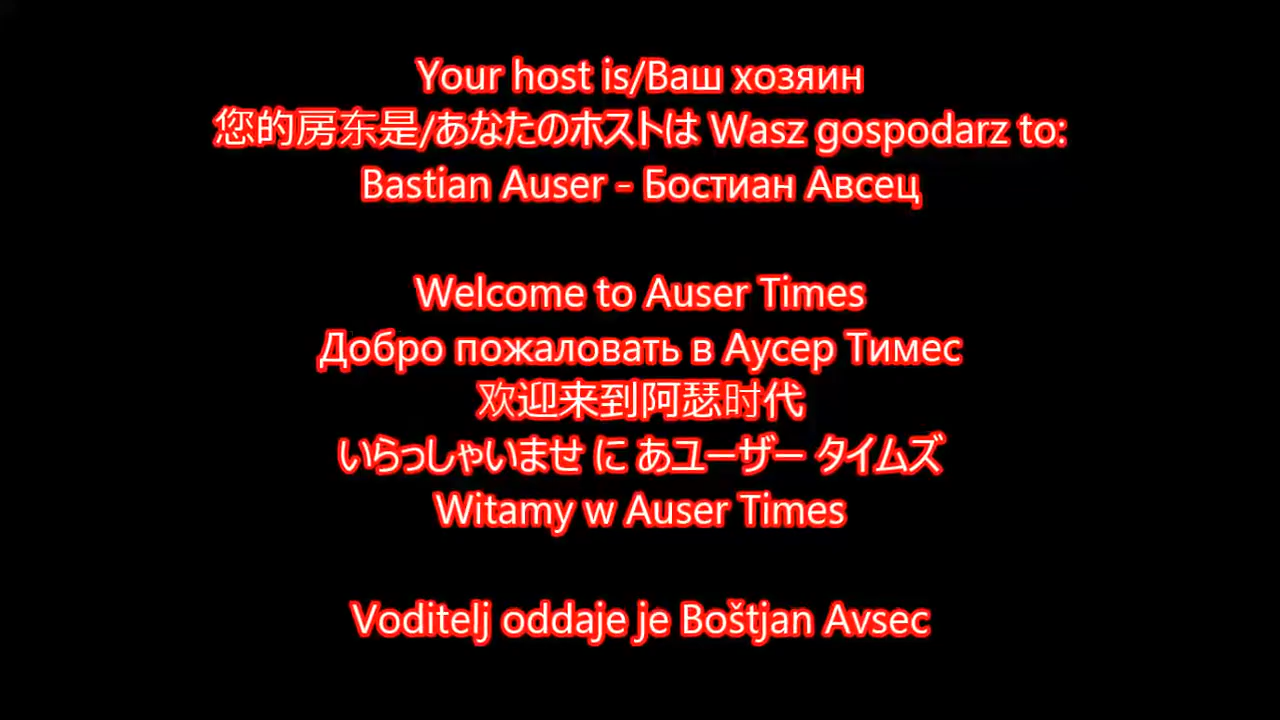 Your host is/Ваш хозяин
您的房东是/あなたのホストは Wasz gospodarz to:
Bastian Auser - Бостиан Авсец
Welcome to Auser Times
Добро пожаловать в Аусер Тимес
欢迎来到阿瑟时代
いらっしゃいませ に あユーザー タイムズ
Witamy w Auser Times
Voditelj oddaje je Boštjan Avsec